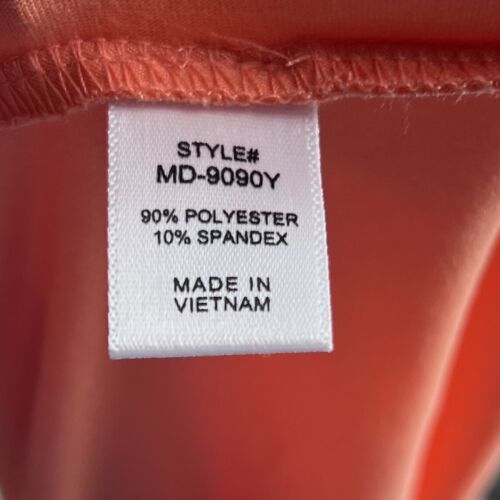 STYLE#
MD-9090Y
90% POLYESTER
10% SPANDEX
MADE IN
VIETNAM